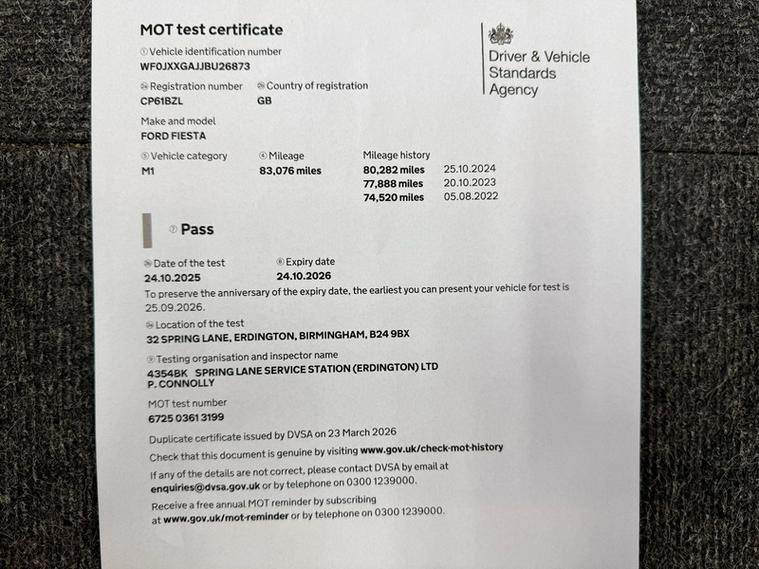 MOT test certificate
① Vehicle identification number
WF0JXXGAJJBU26873
Registration number Country of registration
CP61BZL GB
Make and model
FORD FIESTA
⑤ Vehicle category ④ Mileage Mileage history
M1 83,076 miles 80,282 miles 25.10.2024
77,888 miles 20.10.2023
74,520 miles 05.08.2022
⑦ Pass
Date of the test ⑧ Expiry date
24.10.2025 24.10.2026
To preserve the anniversary of the expiry date, the earliest you can present your vehicle for test is
25.09.2026.
Location of the test
32 SPRING LANE, ERDINGTON, BIRMINGHAM, B24 9BX
⑨ Testing organisation and inspector name
4354BK SPRING LANE SERVICE STATION (ERDINGTON) LTD
P. CONNOLLY
MOT test number
6725 0361 3199
Duplicate certificate issued by DVSA on 23 March 2026
Check that this document is genuine by visiting www.gov.uk/check-mot-history
If any of the details are not correct, please contact DVSA by email at
enquiries@dvsa.gov.uk or by telephone on 0300 1239000.
Receive a free annual MOT reminder by subscribing
at www.gov.uk/mot-reminder or by telephone on 0300 1239000.
Driver & Vehicle
Standards
Agency